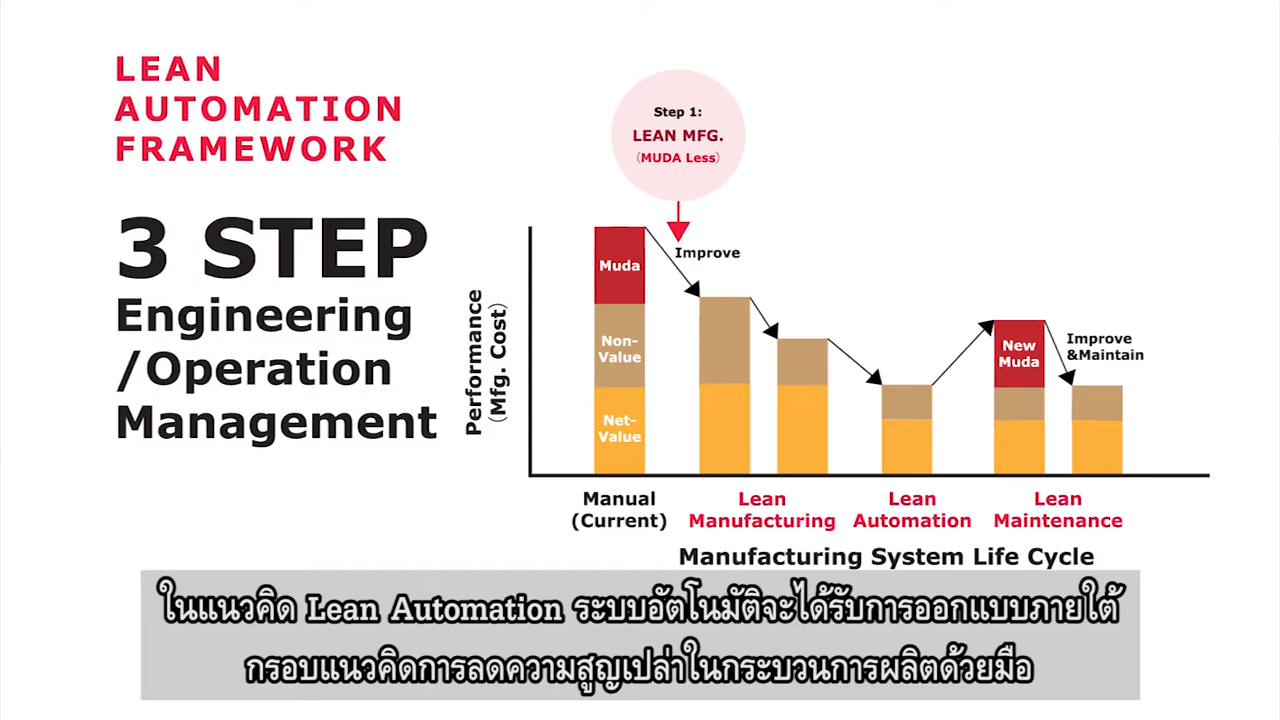 LEAN
AUTOMATION
FRAMEWORK
3 STEP
Engineering
/Operation
Management
Step 1:
LEAN MFG.
(MUDA Less)
Improve
Muda
Non-
Value
Net-
Value
New
Muda
Improve
&Maintain
Performance
(Mfg. Cost)
Manual
(Current)
Lean
Manufacturing
Lean
Automation
Lean
Maintenance
Manufacturing System Life Cycle
ในแนวคิด Lean Automation ระบบอัตโนมัติจะได้รับการออกแบบภายใต้
กรอบแนวคิดการลดความสูญเปล่าในกระบวนการผลิตด้วยมือ